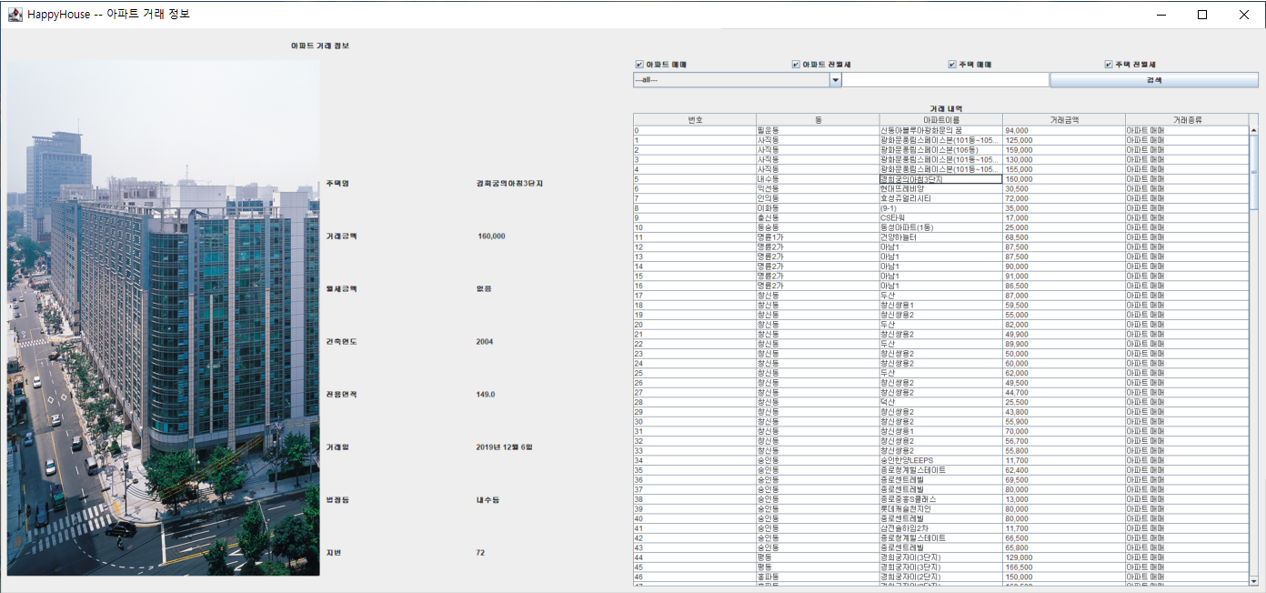 HappyHouse -- 아파트 거래 정보
아파트 거래 정보
주택명 경희궁의아침3단지
거래금액 160,000
월세금액 없음
건축연도 2004
전용면적 149.0
거래일 2019년 12월 6일
법정동 내수동
지번 72
아파트 매매 아파트 전월세 주택 매매 주택 전월세
---all--- 검색
거래 내역
번호 동 아파트이름 거래금액 거래종류
0 필운동 신동아블루아광화문의 꿈 94,000 아파트 매매
1 사직동 광화문풍림스페이스본(101동~105... 125,000 아파트 매매
2 사직동 광화문풍림스페이스본(106동) 159,000 아파트 매매
3 사직동 광화문풍림스페이스본(101동~105... 130,000 아파트 매매
4 사직동 광화문풍림스페이스본(101동~105... 155,000 아파트 매매
5 내수동 경희궁의아침3단지 160,000 아파트 매매
6 익선동 현대뜨레비앙 30,500 아파트 매매
7 인의동 효성쥬얼리시티 72,000 아파트 매매
8 이화동 (9-1) 35,000 아파트 매매
9 충신동 CS타워 17,000 아파트 매매
10 동숭동 동성아파트(1동) 25,000 아파트 매매
11 명륜1가 건양하늘터 68,500 아파트 매매
12 명륜2가 아남1 87,500 아파트 매매
13 명륜2가 아남1 87,500 아파트 매매
14 명륜2가 아남1 90,000 아파트 매매
15 명륜2가 아남1 91,000 아파트 매매
16 명륜2가 아남1 86,500 아파트 매매
17 창신동 두산 87,000 아파트 매매
18 창신동 창신쌍용1 59,500 아파트 매매
19 창신동 창신쌍용2 55,000 아파트 매매
20 창신동 두산 82,000 아파트 매매
21 창신동 창신쌍용2 49,900 아파트 매매
22 창신동 두산 89,900 아파트 매매
23 창신동 창신쌍용2 50,000 아파트 매매
24 창신동 창신쌍용2 60,000 아파트 매매
25 창신동 두산 62,000 아파트 매매
26 창신동 창신쌍용2 49,500 아파트 매매
27 창신동 창신쌍용2 44,700 아파트 매매
28 창신동 덕산 25,500 아파트 매매
29 창신동 창신쌍용2 43,800 아파트 매매
30 창신동 창신쌍용2 55,900 아파트 매매
31 창신동 창신쌍용1 70,000 아파트 매매
32 창신동 창신쌍용2 56,700 아파트 매매
33 창신동 창신쌍용2 55,800 아파트 매매
34 숭인동 숭인한양LEEPS 11,700 아파트 매매
35 숭인동 종로청계힐스테이트 62,400 아파트 매매
36 숭인동 종로센트레빌 69,500 아파트 매매
37 숭인동 종로센트레빌 80,000 아파트 매매
38 숭인동 종로중흥S클래스 13,000 아파트 매매
39 숭인동 롯데캐슬천지인 80,000 아파트 매매
40 숭인동 종로센트레빌 80,000 아파트 매매
41 숭인동 삼전솔하임2차 11,700 아파트 매매
42 숭인동 종로청계힐스테이트 66,500 아파트 매매
43 숭인동 종로센트레빌 65,800 아파트 매매
44 평동 경희궁자이(3단지) 129,000 아파트 매매
45 평동 경희궁자이(3단지) 166,500 아파트 매매
46 홍파동 경희궁자이(2단지) 150,000 아파트 매매